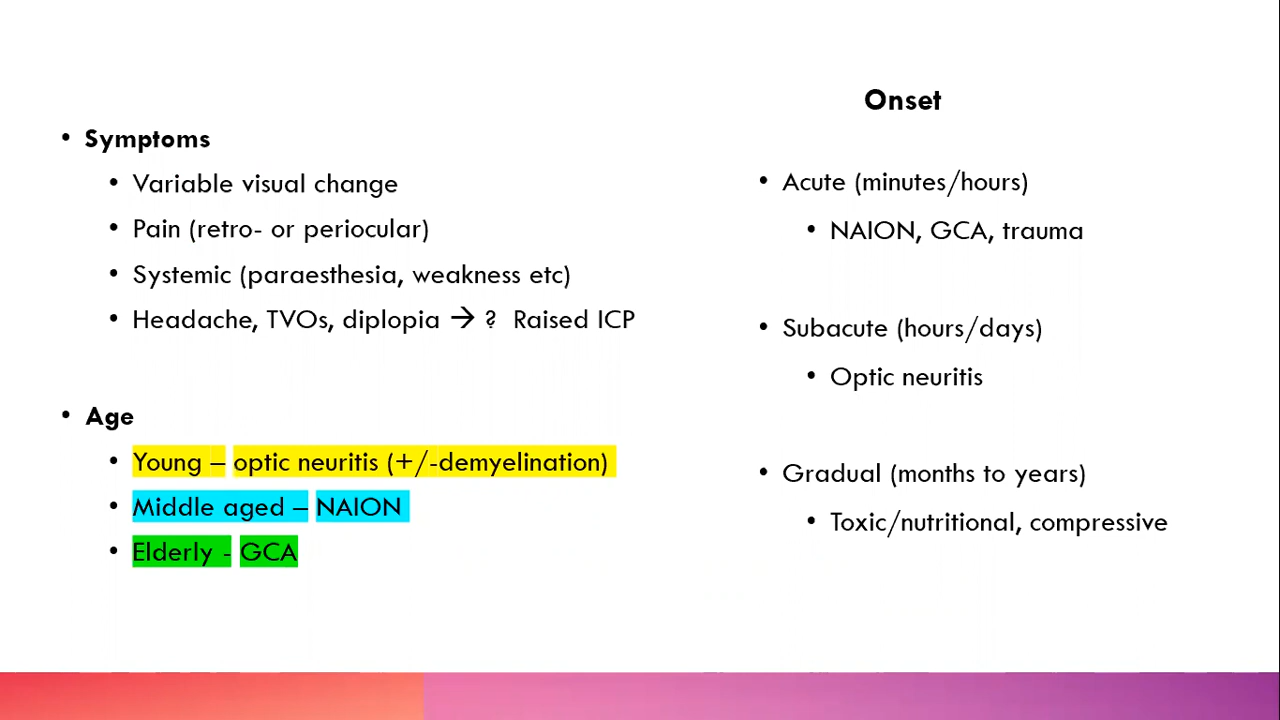 • Symptoms
• Variable visual change
• Pain (retro- or periocular)
• Systemic (paraesthesia, weakness etc)
• Headache, TVOs, diplopia → ? Raised ICP
• Age
• Young – optic neuritis (+/-demyelination)
• Middle aged – NAION
• Elderly - GCA
Onset
• Acute (minutes/hours)
• NAION, GCA, trauma
• Subacute (hours/days)
• Optic neuritis
• Gradual (months to years)
• Toxic/nutritional, compressive